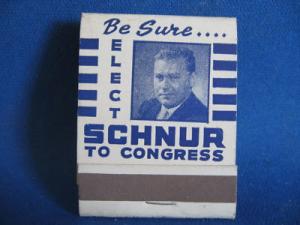 Be Sure....
ELECT
SCHNUR
TO CONGRESS